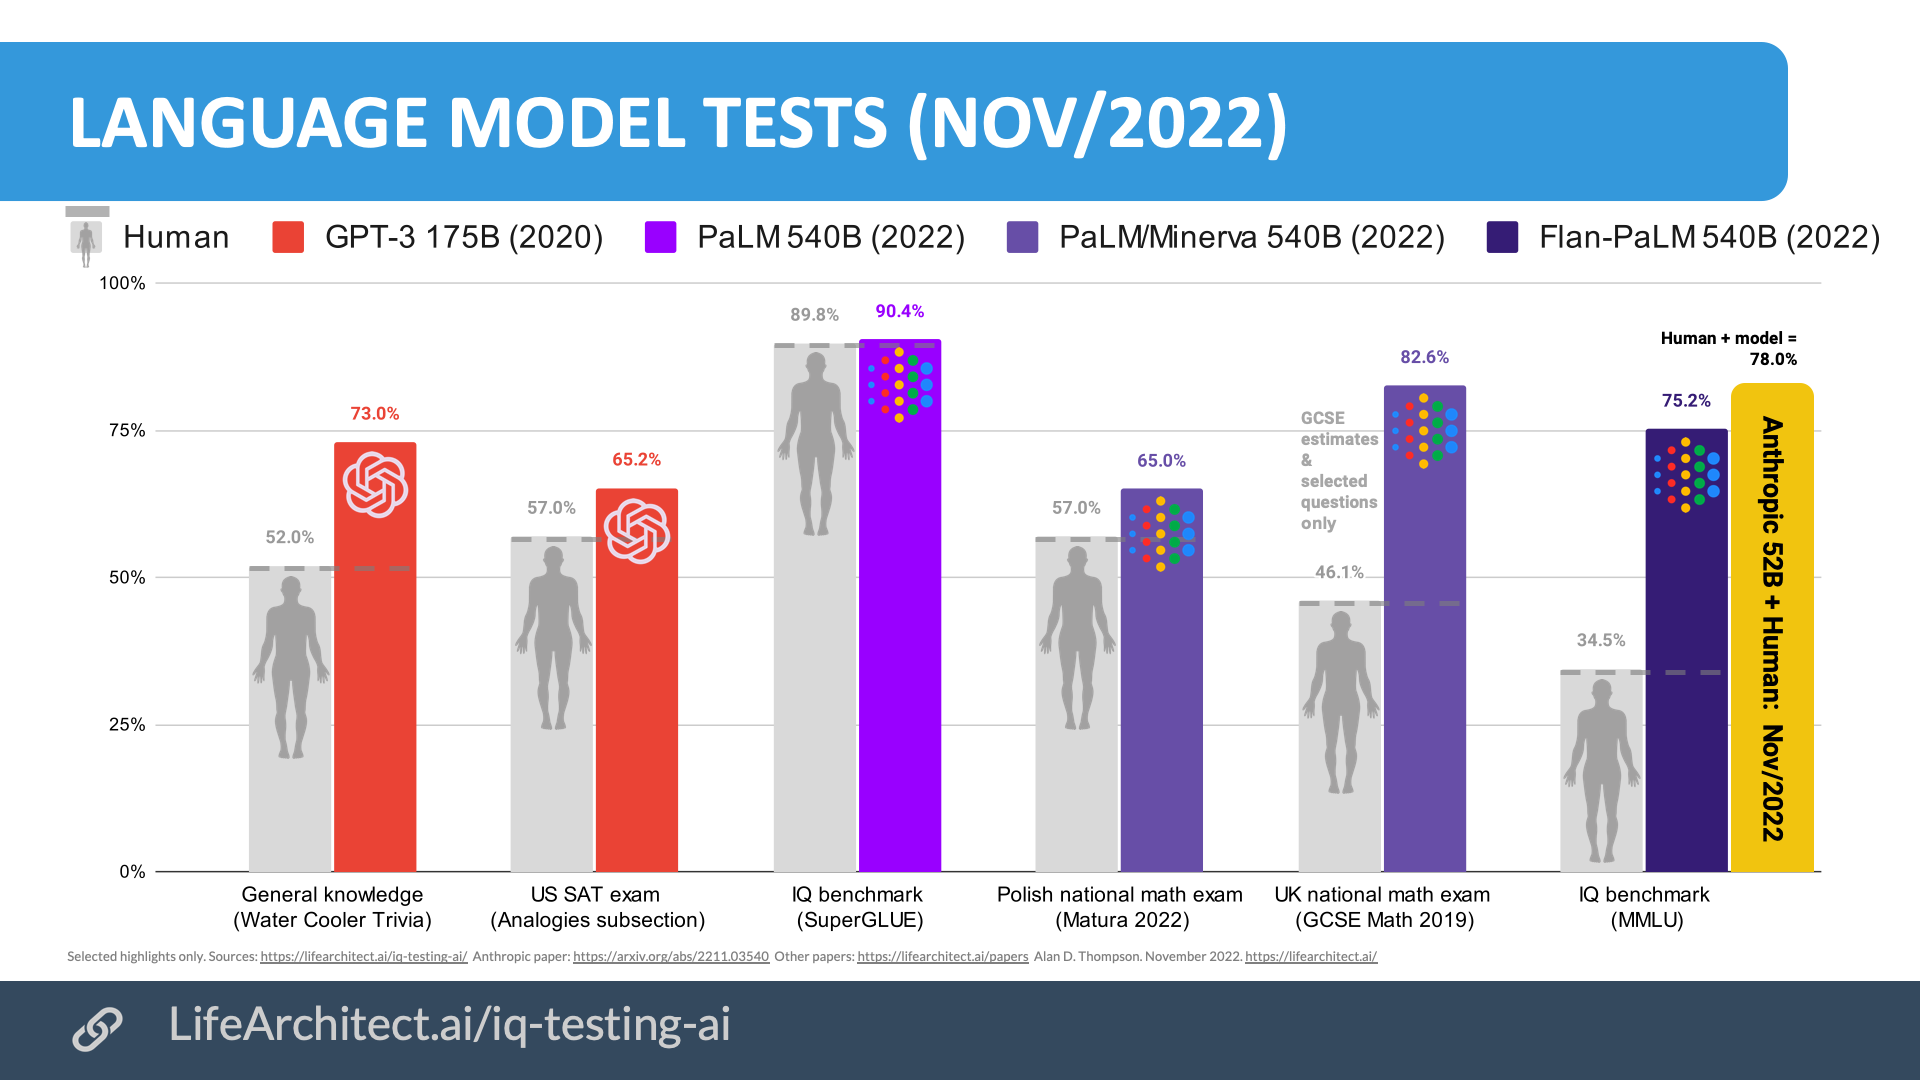 LANGUAGE MODEL TESTS (NOV/2022)
Human
GPT-3 175B (2020)
PaLM 540B (2022)
PaLM/Minerva 540B (2022)
Flan-PaLM 540B (2022)
100%
75%
50%
25%
0%
52.0%
73.0%
57.0%
65.2%
89.8%
90.4%
57.0%
65.0%
GCSE
estimates
&
selected
questions
only
46.1%
82.6%
34.5%
75.2%
Human + model =
78.0%
Anthropic 52B + Human: Nov/2022
General knowledge
(Water Cooler Trivia)
US SAT exam
(Analogies subsection)
IQ benchmark
(SuperGLUE)
Polish national math exam
(Matura 2022)
UK national math exam
(GCSE Math 2019)
IQ benchmark
(MMLU)
Selected highlights only. Sources: https://lifearchitect.ai/iq-testing-ai/ Anthropic paper: https://arxiv.org/abs/2211.03540 Other papers: https://lifearchitect.ai/papers Alan D. Thompson. November 2022. https://lifearchitect.ai/
LifeArchitect.ai/iq-testing-ai